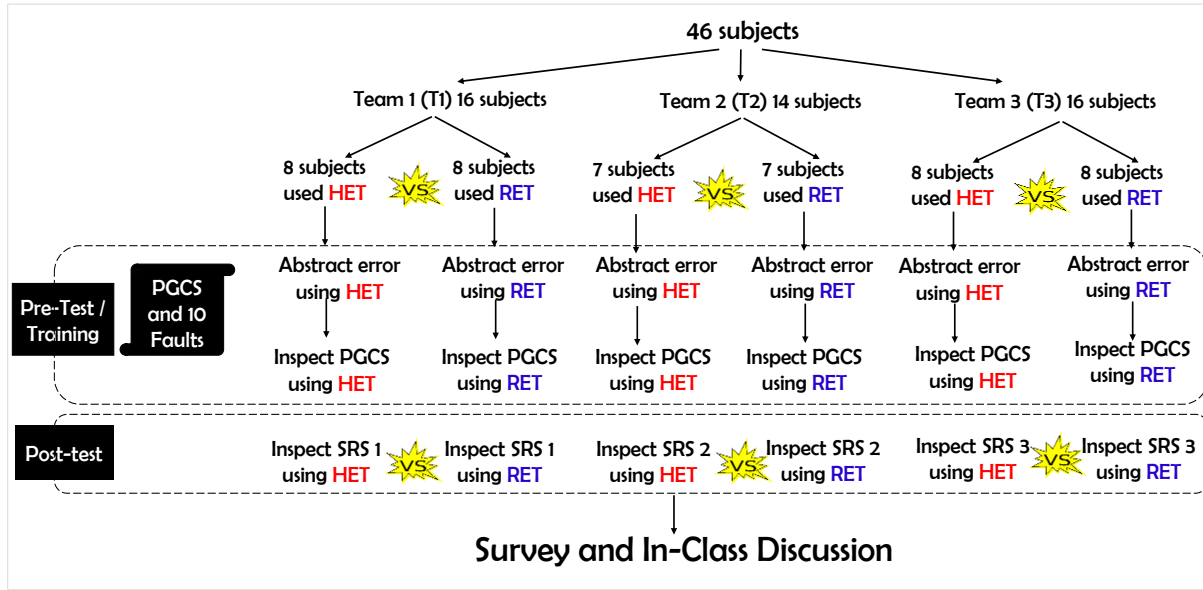 46 subjects
Team 1 (T1) 16 subjects
Team 2 (T2) 14 subjects
Team 3 (T3) 16 subjects
8 subjects
used HET
VS
8 subjects
used RET
7 subjects
used HET
VS
7 subjects
used RET
8 subjects
used HET
VS
8 subjects
used RET
Pre-Test /
Training
PGCS
and 10
Faults
Abstract error
using HET
Abstract error
using RET
Abstract error
using HET
Abstract error
using RET
Abstract error
using HET
Abstract error
using RET
Inspect PGCS
using HET
Inspect PGCS
using RET
Inspect PGCS
using HET
Inspect PGCS
using RET
Inspect PGCS
using HET
Inspect PGCS
using RET
Post-test
Inspect SRS 1
using HET
VS
Inspect SRS 1
using RET
Inspect SRS 2
using HET
VS
Inspect SRS 2
using RET
Inspect SRS 3
using HET
VS
Inspect SRS 3
using RET
Survey and In-Class Discussion